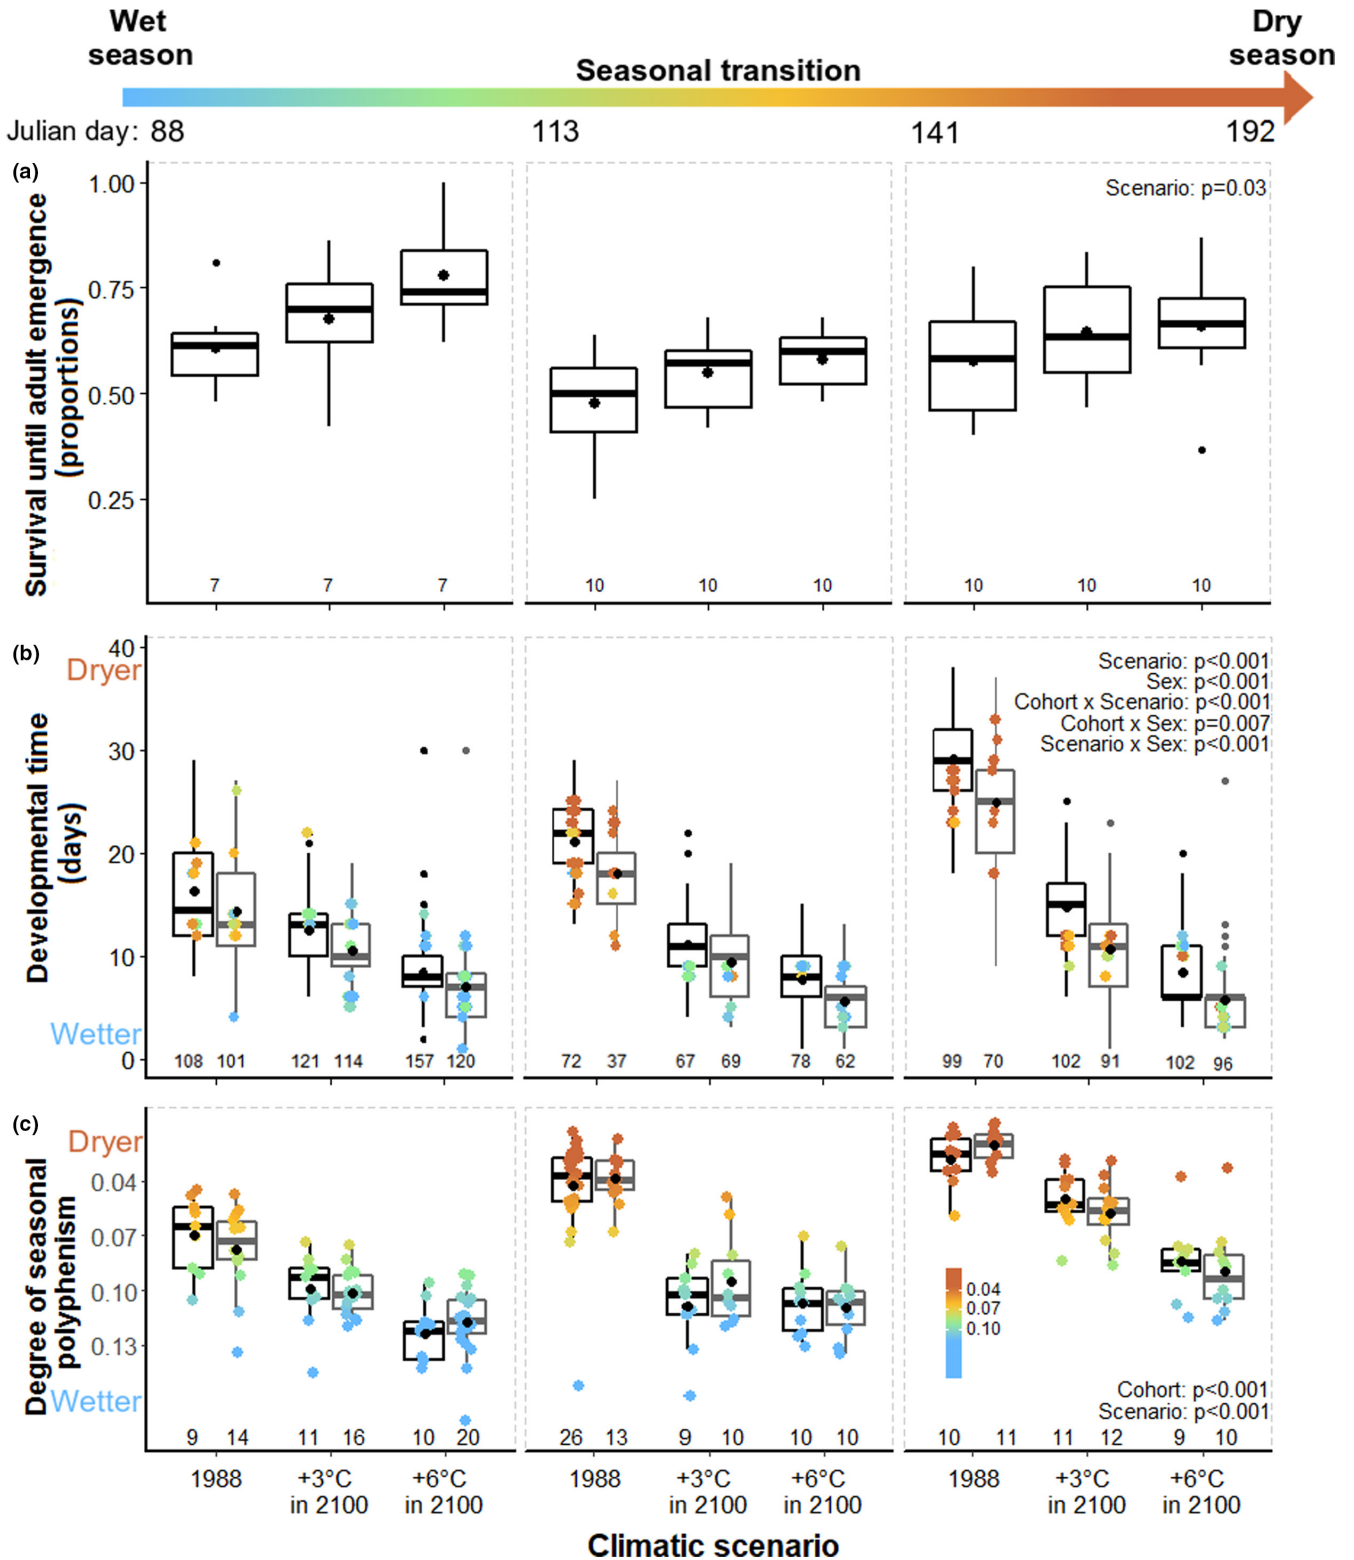 Wet
season
Dry
season
Seasonal transition
Julian day: 88 113 141 192
(a)
Survival until adult emergence
(proportions)
1.00
0.75
0.50
0.25
Scenario: p=0.03
7 7 7 10 10 10 10 10 10
(b)
Dryer
Developmental time
(days)
Wetter
40
30
20
10
0
Scenario: p<0.001
Sex: p<0.001
Cohort x Scenario: p<0.001
Cohort x Sex: p=0.007
Scenario x Sex: p<0.001
108 101 121 114 157 120 72 37 67 69 78 62 99 70 102 91 102 96
(c)
Dryer
Degree of seasonal
polyphenism
Wetter
0.04
0.07
0.10
0.13
0.04
0.07
0.10
Cohort: p<0.001
Scenario: p<0.001
9 14 11 16 10 20 26 13 9 10 10 10 10 11 11 12 9 10
1988 +3°C +6°C 1988 +3°C +6°C 1988 +3°C +6°C
in 2100 in 2100 in 2100 in 2100 in 2100 in 2100
Climatic scenario